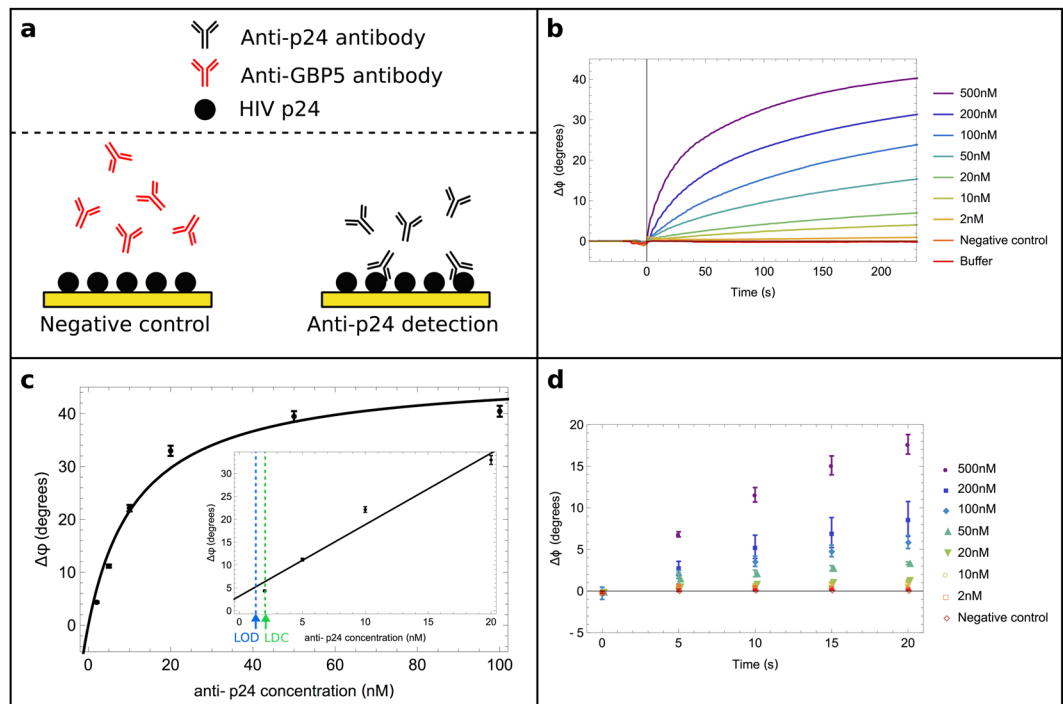 a
Anti-p24 antibody
Anti-GBP5 antibody
HIV p24
Negative control
Anti-p24 detection
b
Δϕ (degrees)
40
30
20
10
0
0
50
100
150
200
Time (s)
500nM
200nM
100nM
50nM
20nM
10nM
2nM
Negative control
Buffer
c
Δφ (degrees)
40
30
20
10
0
0
20
40
60
80
100
anti- p24 concentration (nM)
Δφ (degrees)
30
25
20
15
10
5
0
5
10
15
20
anti- p24 concentration (nM)
LOD
LDC
d
Δϕ (degrees)
20
15
10
5
0
- 5
0
5
10
15
20
Time (s)
500nM
200nM
100nM
50nM
20nM
10nM
2nM
Negative control